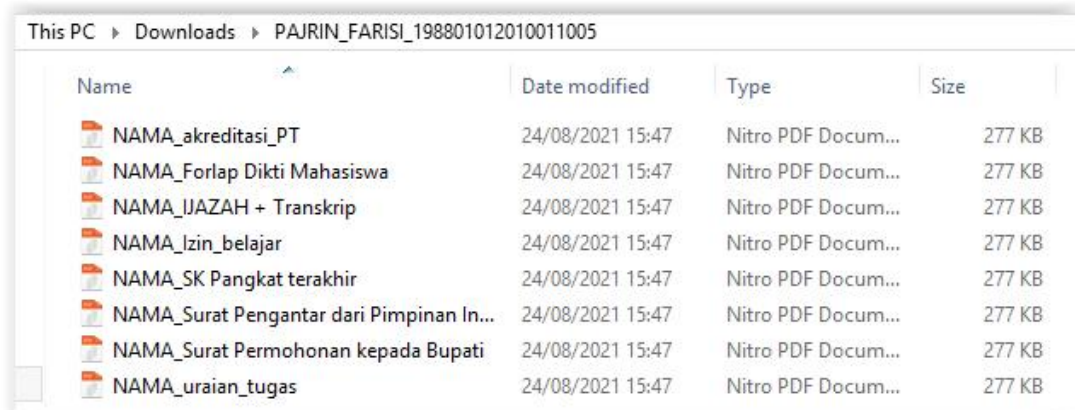 This PC Downloads PAJRIN_FARISI_198801012010011005
Name Date modified Type Size
NAMA_akreditasi_PT 24/08/2021 15:47 Nitro PDF Docum... 277 KB
NAMA_Forlap Dikti Mahasiswa 24/08/2021 15:47 Nitro PDF Docum... 277 KB
NAMA_IJAZAH + Transkrip 24/08/2021 15:47 Nitro PDF Docum... 277 KB
NAMA_Izin_belajar 24/08/2021 15:47 Nitro PDF Docum... 277 KB
NAMA_SK Pangkat terakhir 24/08/2021 15:47 Nitro PDF Docum... 277 KB
NAMA_Surat Pengantar dari Pimpinan In... 24/08/2021 15:47 Nitro PDF Docum... 277 KB
NAMA_Surat Permohonan kepada Bupati 24/08/2021 15:47 Nitro PDF Docum... 277 KB
NAMA_uraian_tugas 24/08/2021 15:47 Nitro PDF Docum... 277 KB